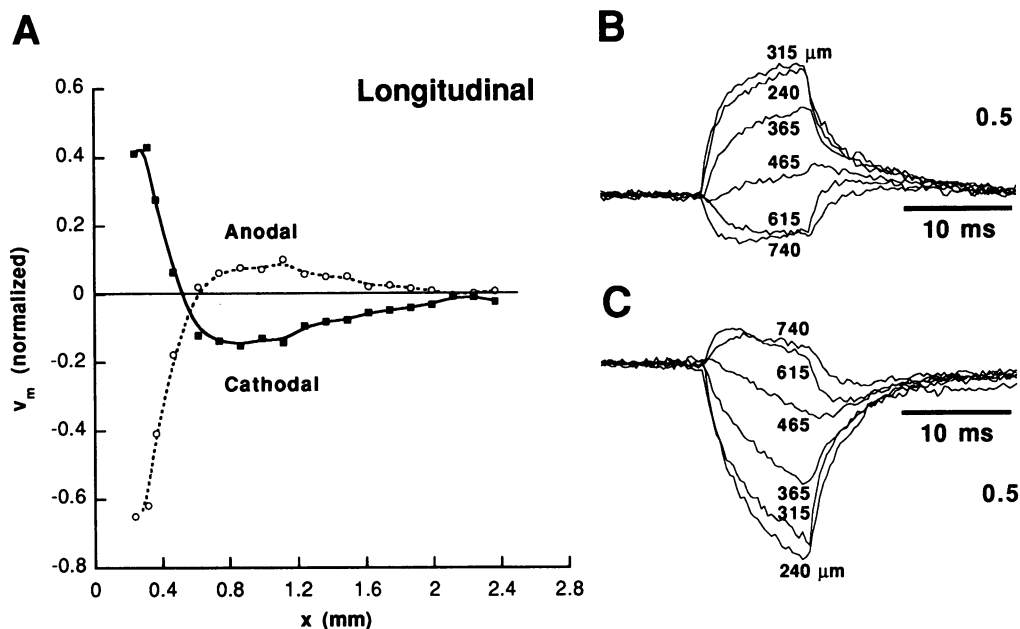 A
Longitudinal
0.6
0.4
0.2
0
-0.2
-0.4
-0.6
-0.8
v_m (normalized)
Anodal
Cathodal
0 0.4 0.8 1.2 1.6 2 2.4 2.8
x (mm)
B
315 μm
240
365
465
615
740
0.5
10 ms
C
740
615
465
365
315
240 μm
10 ms
0.5